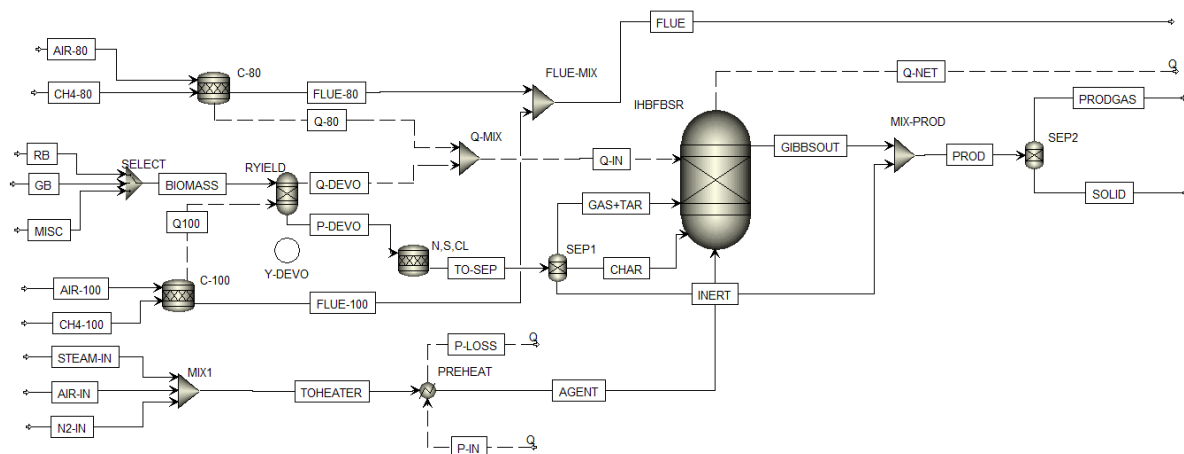 FLUE
AIR-80
C-80
Q-NET
Q
FLUE-MIX
CH4-80
FLUE-80
IHBFBSR
PRODGAS
MIX-PROD
Q-80
Q-MIX
SEP2
RB
SELECT
GIBBSOUT
RYIELD
Q-IN
PROD
GB
BIOMASS
Q-DEVO
SOLID
GAS+TAR
Q100
P-DEVO
MISC
N,S,CL
SEP1
Y-DEVO
TO-SEP
CHAR
C-100
AIR-100
INERT
FLUE-100
CH4-100
P-LOSS
Q
STEAM-IN
MIX1
PREHEAT
AIR-IN
TOHEATER
AGENT
N2-IN
P-IN
Q